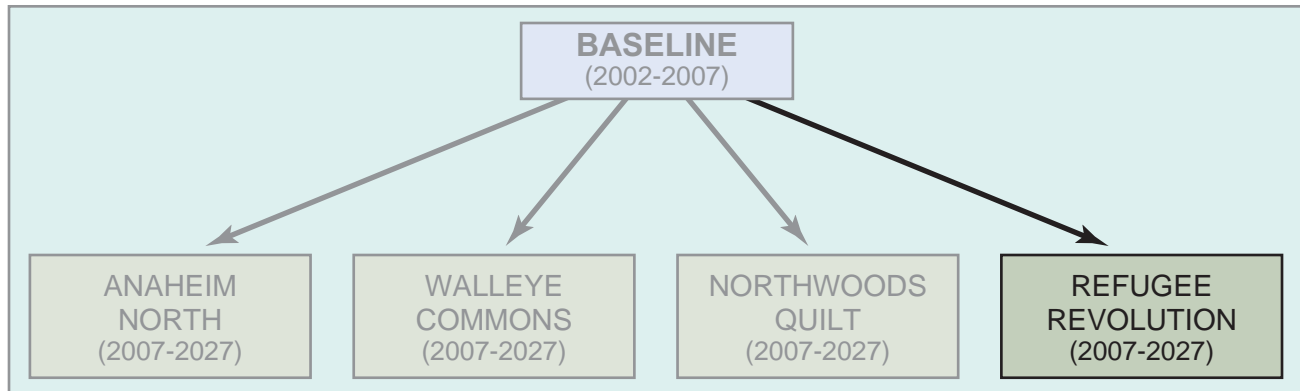 BASELINE
(2002-2007)
ANAHEIM
NORTH
(2007-2027)
WALLEYE
COMMONS
(2007-2027)
NORTHWOODS
QUILT
(2007-2027)
REFUGEE
REVOLUTION
(2007-2027)